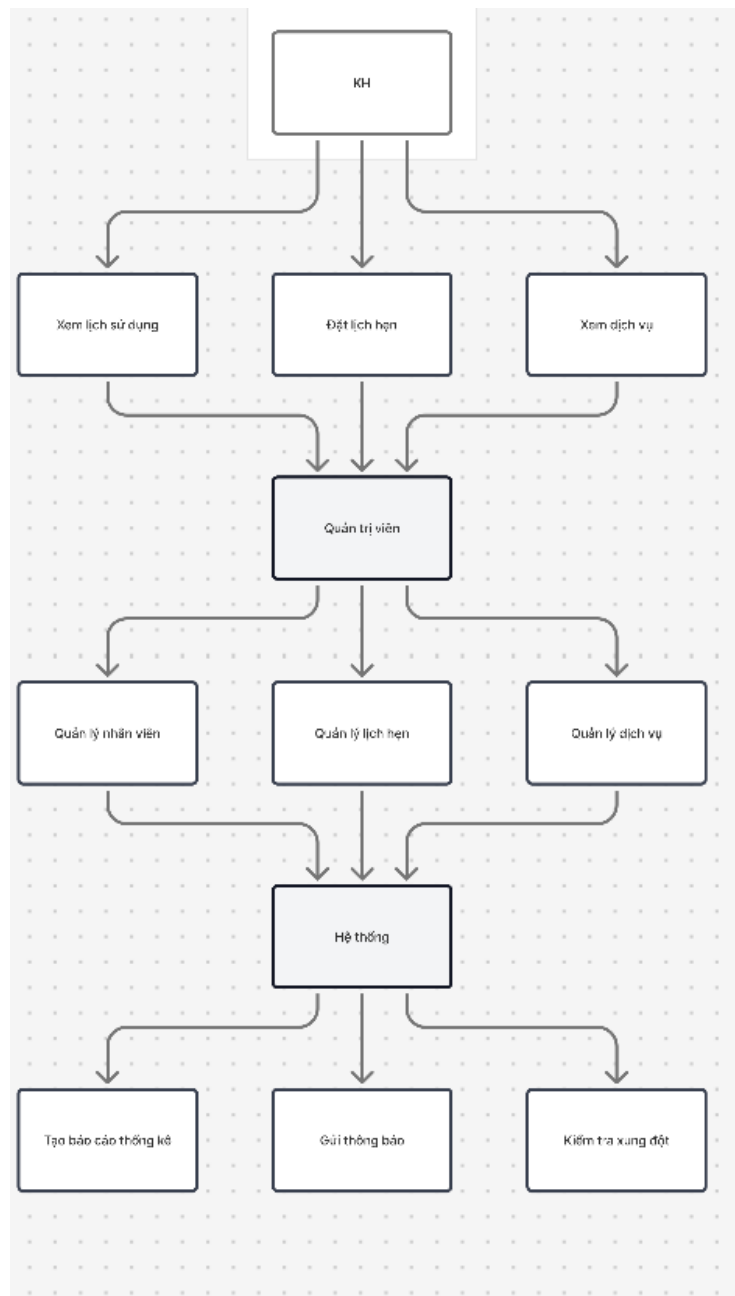 KH
Xem lịch sử dụng
Đặt lịch hẹn
Xem dịch vụ
Quản trị viên
Quản lý nhân viên
Quản lý lịch hẹn
Quản lý dịch vụ
Hệ thống
Tạo báo cáo thống kê
Gửi thông báo
Kiểm tra xung đột